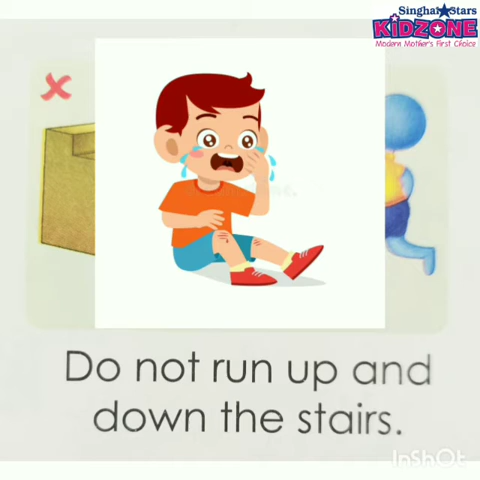 Singhal Stars
KiDZONE
Modern Mother's First Choice
Do not run up and
down the stairs.
InShOt